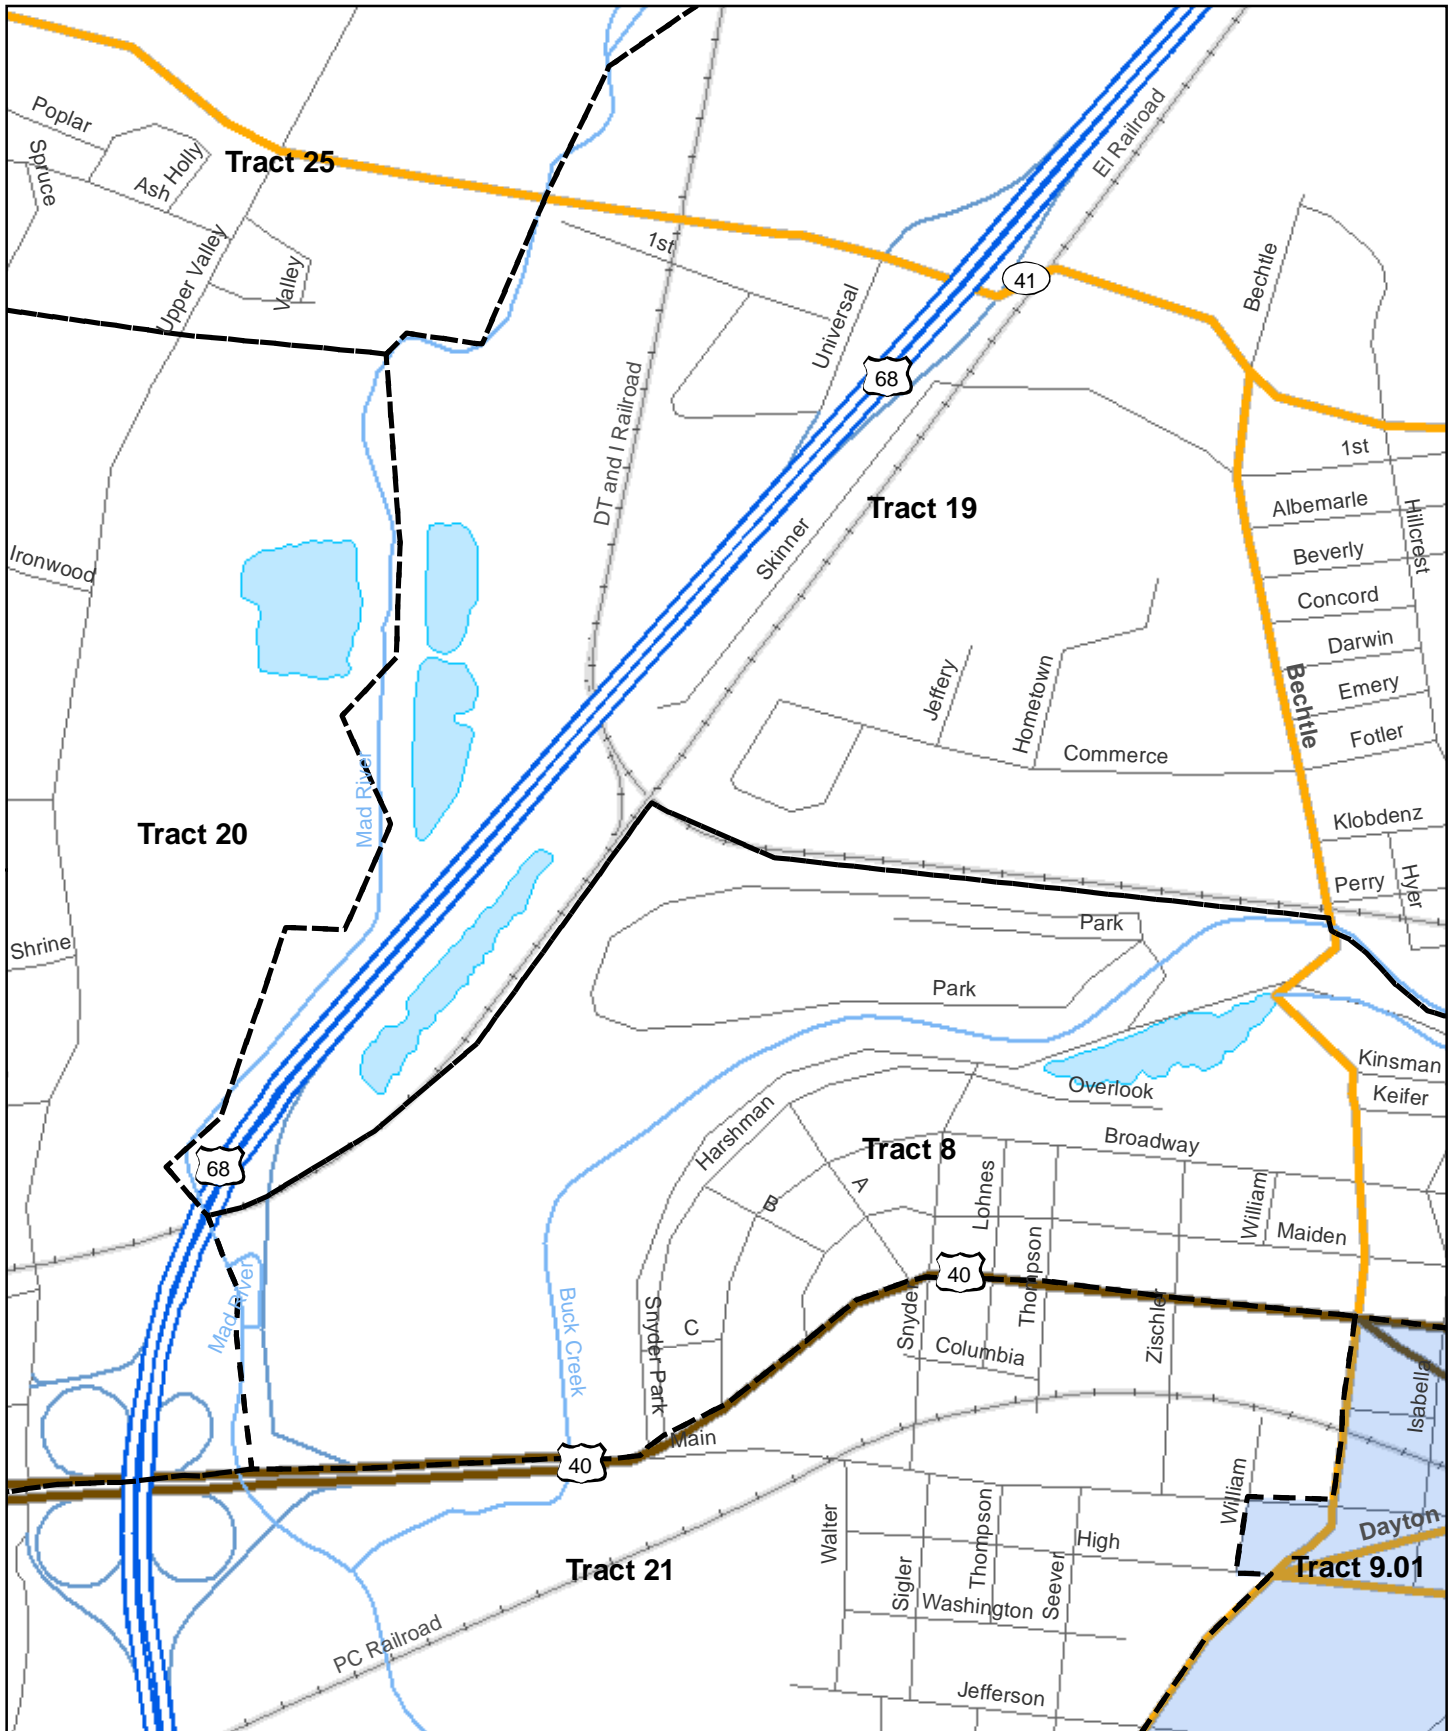 Poplar
Spruce
Ash
Holly
Tract 25
Upper Valley
Valley
1st
El Railroad
41
Universal
68
Bechtle
DT and I Railroad
1st
Tract 19
Albemarle
Hillcrest
Beverly
Skinner
Ironwood
Concord
Darwin
Emery
Jeffery
Hometown
Bechtle
Fotler
Commerce
Mad River
Klobdenz
Tract 20
Perry
Hyer
Park
Shrine
Park
Kinsman
Keifer
Overlook
Harshman
Tract 8
Broadway
68
A
B
Lohnes
William
Maiden
Thompson
40
Mad River
Buck Creek
Snyder Park
C
Snyder
Columbia
Zischler
Isabella
Main
40
William
Walter
Thompson
High
Dayton
Tract 21
Sigler
Seever
Tract 9.01
Washington
PC Railroad
Jefferson